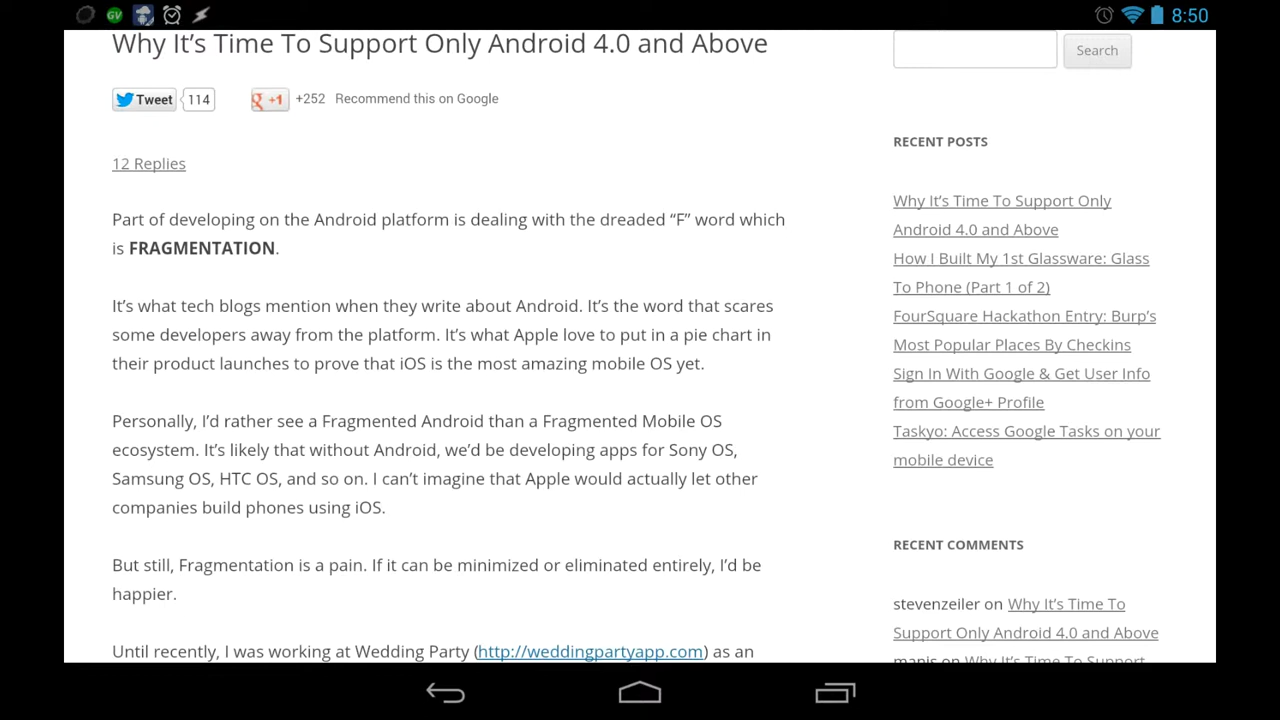 GV
8:50
Why It’s Time To Support Only Android 4.0 and Above
Tweet 114
g +1 +252 Recommend this on Google
12 Replies
Part of developing on the Android platform is dealing with the dreaded “F” word which
is FRAGMENTATION.
It’s what tech blogs mention when they write about Android. It’s the word that scares
some developers away from the platform. It’s what Apple love to put in a pie chart in
their product launches to prove that iOS is the most amazing mobile OS yet.
Personally, I’d rather see a Fragmented Android than a Fragmented Mobile OS
ecosystem. It’s likely that without Android, we’d be developing apps for Sony OS,
Samsung OS, HTC OS, and so on. I can’t imagine that Apple would actually let other
companies build phones using iOS.
But still, Fragmentation is a pain. If it can be minimized or eliminated entirely, I’d be
happier.
Until recently, I was working at Wedding Party (http://weddingpartyapp.com) as an
Search
RECENT POSTS
Why It’s Time To Support Only
Android 4.0 and Above
How I Built My 1st Glassware: Glass
To Phone (Part 1 of 2)
FourSquare Hackathon Entry: Burp’s
Most Popular Places By Checkins
Sign In With Google & Get User Info
from Google+ Profile
Taskyo: Access Google Tasks on your
mobile device
RECENT COMMENTS
stevenzeiler on Why It’s Time To
Support Only Android 4.0 and Above
manis on Why It’s Time To Support